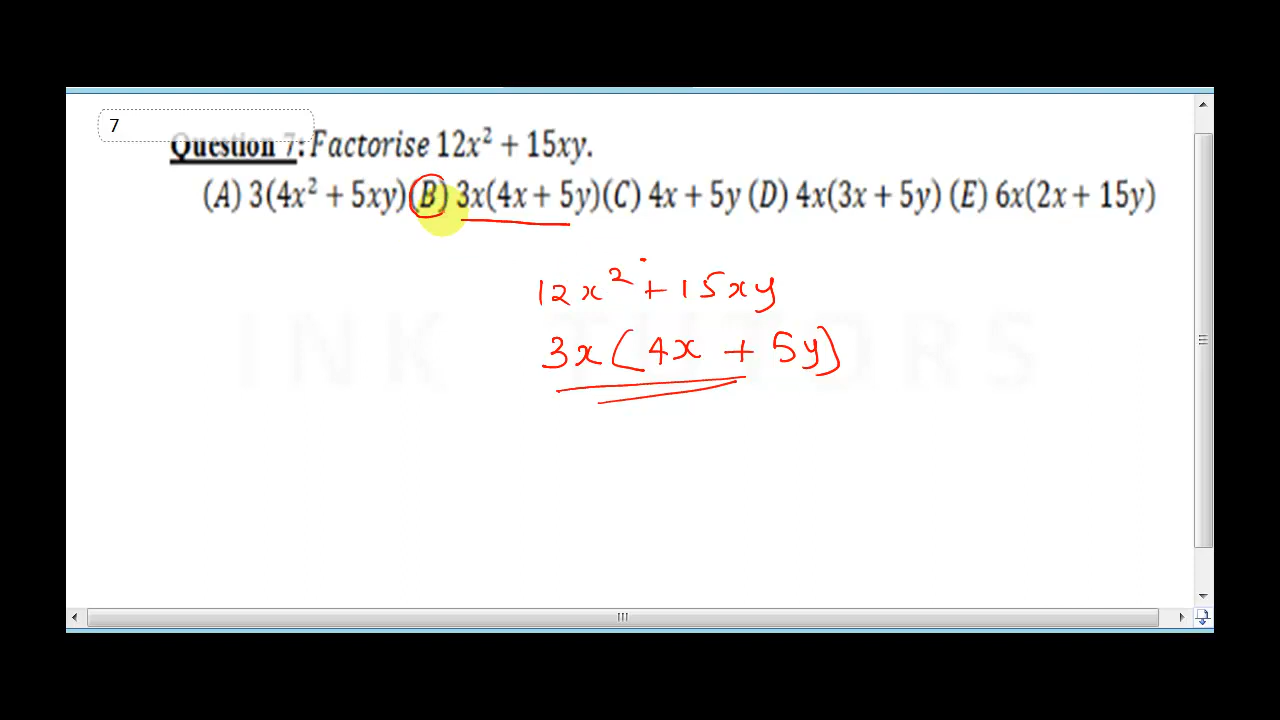 7
Question 7: Factorise 12x² + 15xy.
(A) 3(4x² + 5xy) (B) 3x(4x + 5y) (C) 4x + 5y (D) 4x(3x + 5y) (E) 6x(2x + 15y)
12x² + 15xy
3x(4x + 5y)
INK TUTORS